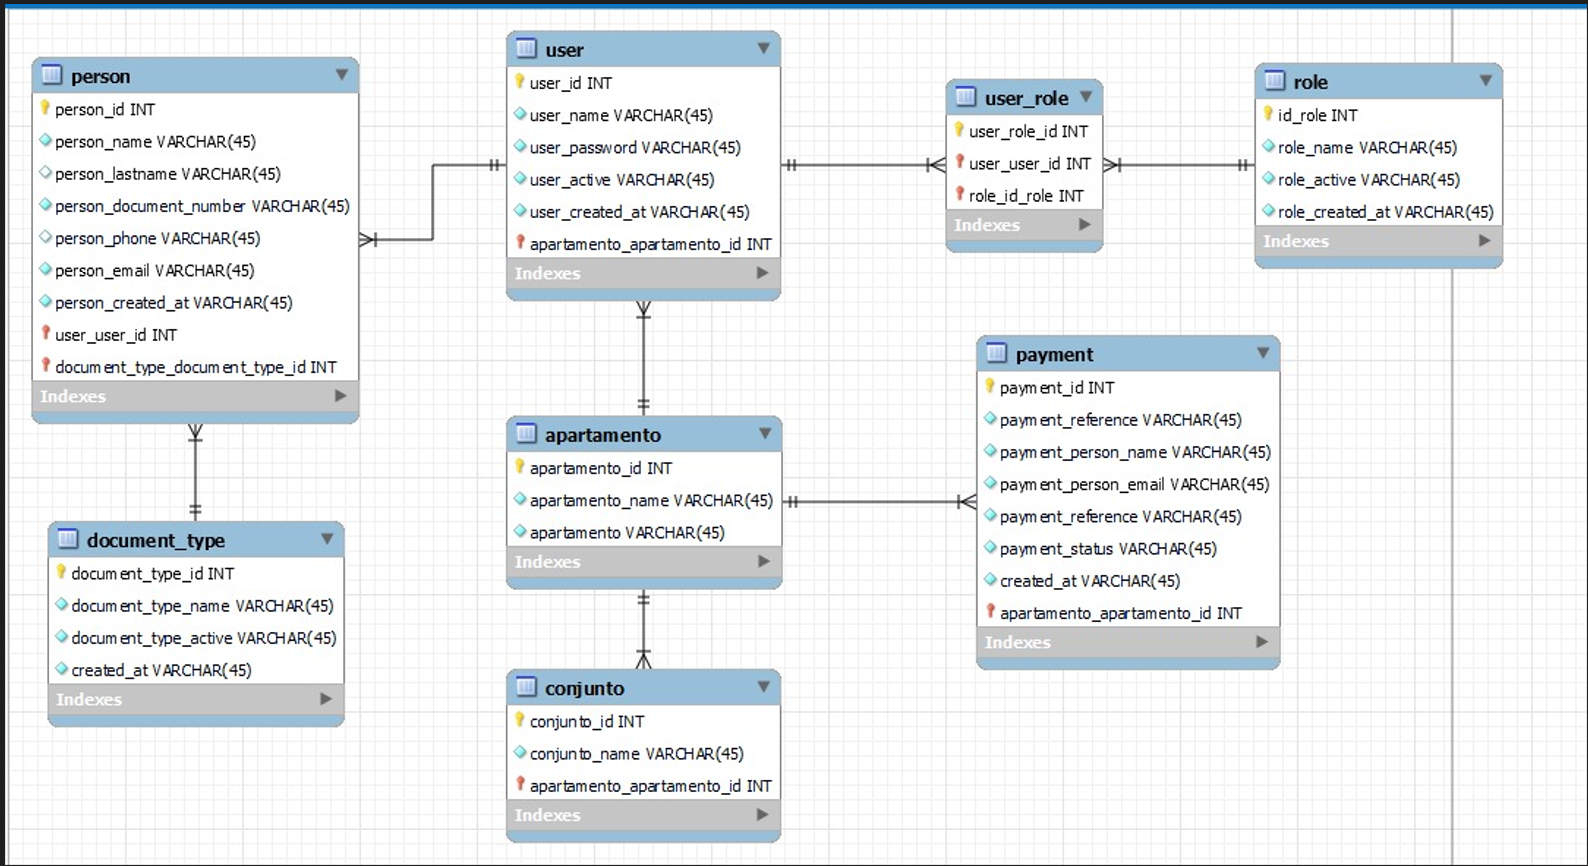 person
person_id INT
person_name VARCHAR(45)
person_lastname VARCHAR(45)
person_document_number VARCHAR(45)
person_phone VARCHAR(45)
person_email VARCHAR(45)
person_created_at VARCHAR(45)
user_user_id INT
document_type_document_type_id INT
Indexes
document_type
document_type_id INT
document_type_name VARCHAR(45)
document_type_active VARCHAR(45)
created_at VARCHAR(45)
Indexes
user
user_id INT
user_name VARCHAR(45)
user_password VARCHAR(45)
user_active VARCHAR(45)
user_created_at VARCHAR(45)
apartamento_apartamento_id INT
Indexes
apartamento
apartamento_id INT
apartamento_name VARCHAR(45)
apartamento VARCHAR(45)
Indexes
conjunto
conjunto_id INT
conjunto_name VARCHAR(45)
apartamento_apartamento_id INT
Indexes
user_role
user_role_id INT
user_user_id INT
role_id_role INT
Indexes
role
id_role INT
role_name VARCHAR(45)
role_active VARCHAR(45)
role_created_at VARCHAR(45)
Indexes
payment
payment_id INT
payment_reference VARCHAR(45)
payment_person_name VARCHAR(45)
payment_person_email VARCHAR(45)
payment_reference VARCHAR(45)
payment_status VARCHAR(45)
created_at VARCHAR(45)
apartamento_apartamento_id INT
Indexes